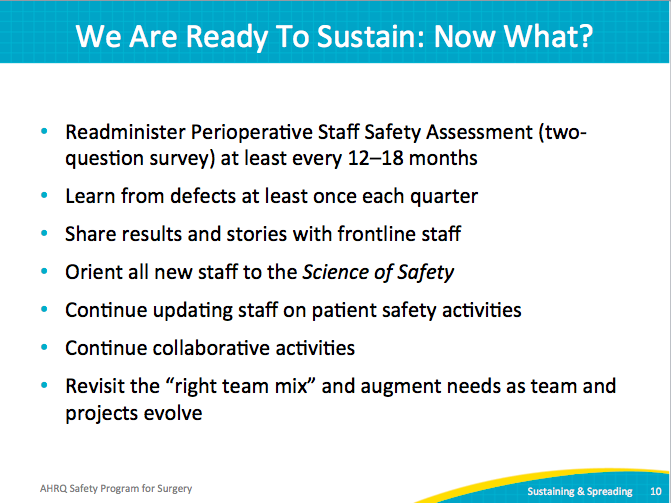 We Are Ready To Sustain: Now What?
• Readminister Perioperative Staff Safety Assessment (two-
question survey) at least every 12–18 months
• Learn from defects at least once each quarter
• Share results and stories with frontline staff
• Orient all new staff to the Science of Safety
• Continue updating staff on patient safety activities
• Continue collaborative activities
• Revisit the “right team mix” and augment needs as team and
projects evolve
AHRQ Safety Program for Surgery
Sustaining & Spreading 10